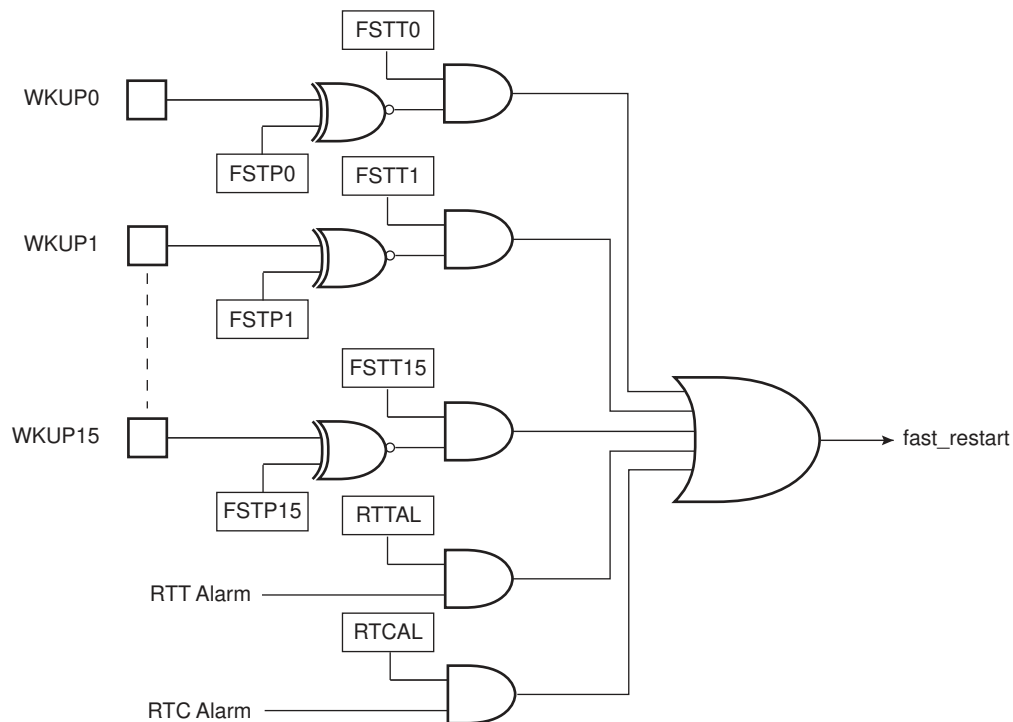 FSTT0
WKUP0
FSTP0
FSTT1
WKUP1
FSTP1
FSTT15
WKUP15
fast_restart
FSTP15
RTTAL
RTT Alarm
RTCAL
RTC Alarm